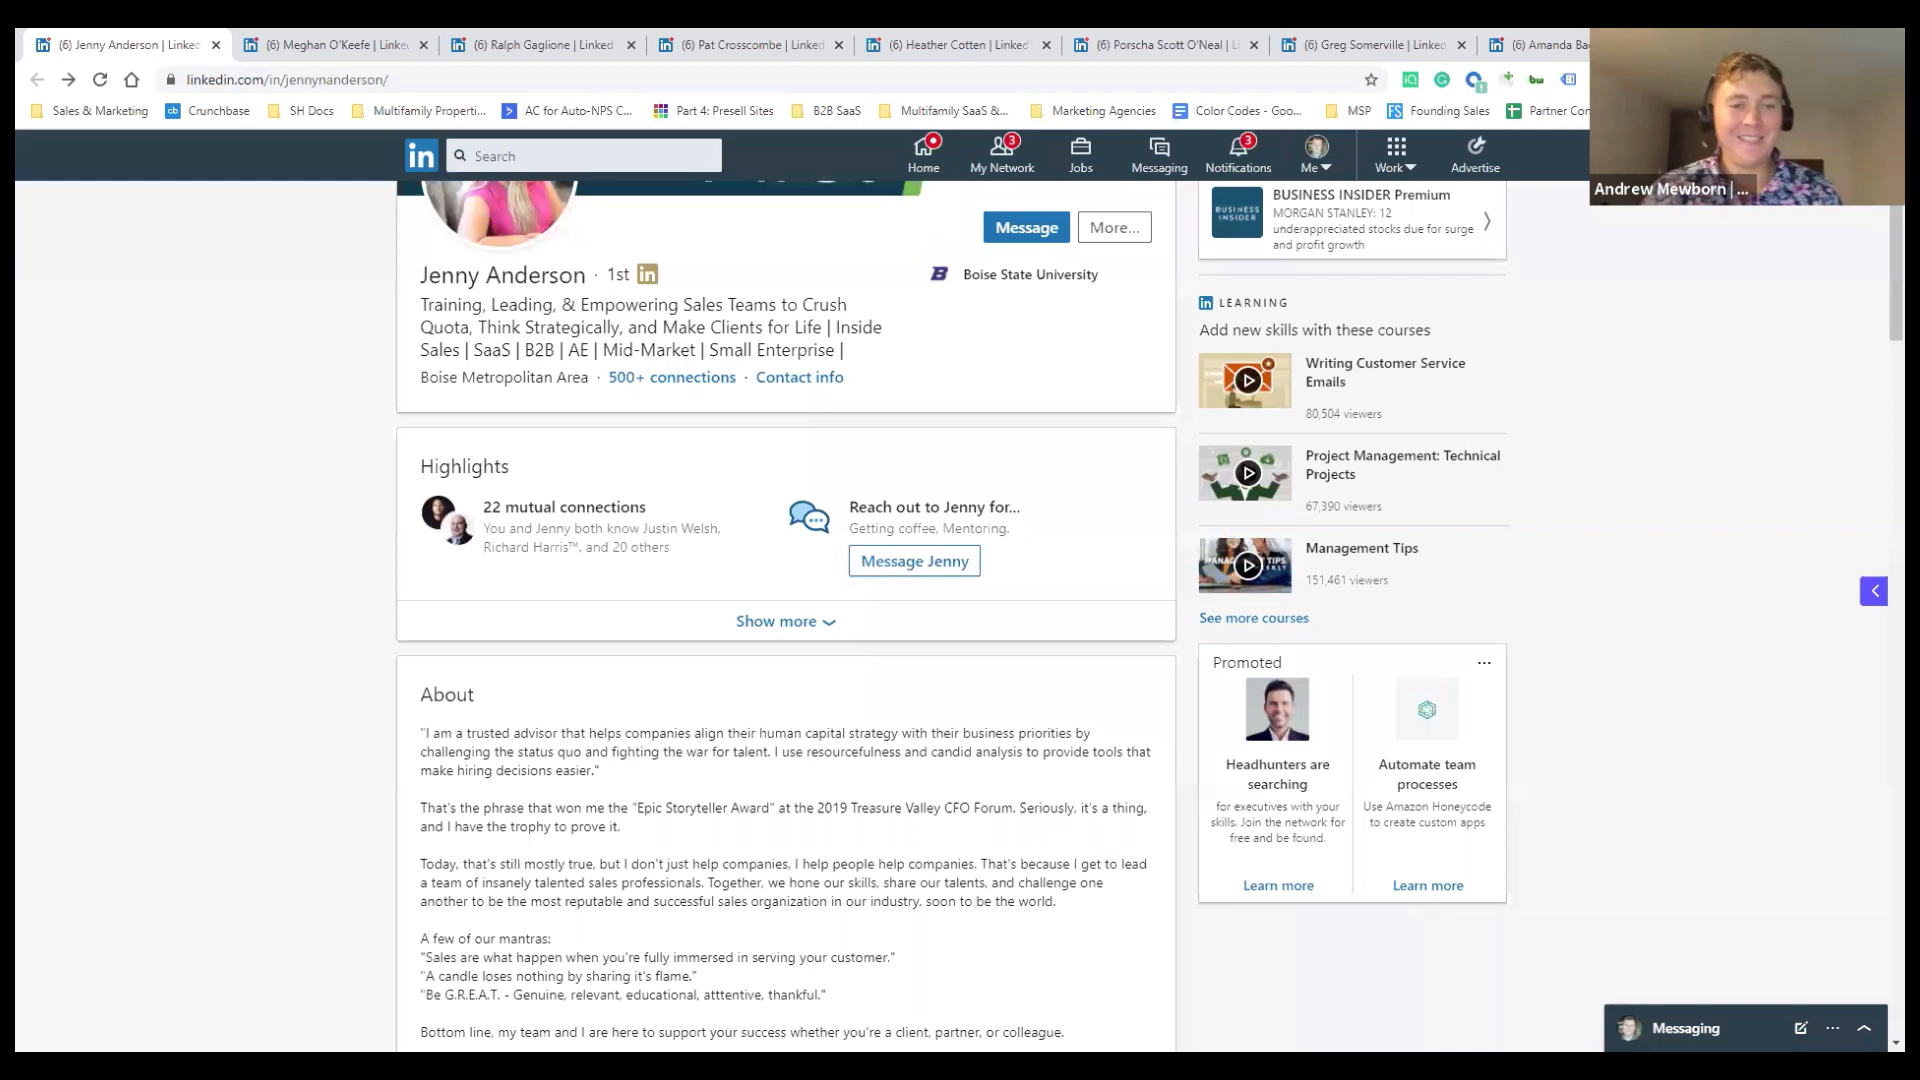 (6) Jenny Anderson | Linke
(6) Meghan O'Keefe | Linke
(6) Ralph Gaglione | Linked
(6) Pat Crosscombe | Linked
(6) Heather Cotten | Linked
(6) Porscha Scott O'Neal | Li
(6) Greg Somerville | Linked
(6) Amanda Ba
linkedin.com/in/jennynanderson/
Sales & Marketing
Crunchbase
SH Docs
Multifamily Properti...
AC for Auto-NPS C...
Part 4: Presell Sites
B2B SaaS
Multifamily SaaS &...
Marketing Agencies
Color Codes - Goo...
MSP
Founding Sales
Partner Con
in
Search
Home
3
My Network
Jobs
Messaging
3
Notifications
Me
Work
Advertise
Andrew Mewborn | ...
Message
More...
Jenny Anderson · 1st in
Boise State University
Training, Leading, & Empowering Sales Teams to Crush
Quota, Think Strategically, and Make Clients for Life | Inside
Sales | SaaS | B2B | AE | Mid-Market | Small Enterprise |
Boise Metropolitan Area · 500+ connections · Contact info
Highlights
22 mutual connections
You and Jenny both know Justin Welsh,
Richard Harris™, and 20 others
Reach out to Jenny for...
Getting coffee, Mentoring.
Message Jenny
Show more
About
"I am a trusted advisor that helps companies align their human capital strategy with their business priorities by
challenging the status quo and fighting the war for talent. I use resourcefulness and candid analysis to provide tools that
make hiring decisions easier."
That's the phrase that won me the "Epic Storyteller Award" at the 2019 Treasure Valley CFO Forum. Seriously, it's a thing,
and I have the trophy to prove it.
Today, that's still mostly true, but I don't just help companies, I help people help companies. That's because I get to lead
a team of insanely talented sales professionals. Together, we hone our skills, share our talents, and challenge one
another to be the most reputable and successful sales organization in our industry, soon to be the world.
A few of our mantras:
"Sales are what happen when you're fully immersed in serving your customer."
"A candle loses nothing by sharing it's flame."
"Be G.R.E.A.T. - Genuine, relevant, educational, atttentive, thankful."
Bottom line, my team and I are here to support your success whether you're a client, partner, or colleague.
BUSINESS
INSIDER
BUSINESS INSIDER Premium
MORGAN STANLEY: 12
underappreciated stocks due for surge
and profit growth
in LEARNING
Add new skills with these courses
Writing Customer Service
Emails
80,504 viewers
Project Management: Technical
Projects
67,390 viewers
Management Tips
151,461 viewers
See more courses
Promoted
Headhunters are
searching
for executives with your
skills. Join the network for
free and be found.
Learn more
Automate team
processes
Use Amazon Honeycode
to create custom apps
Learn more
Messaging